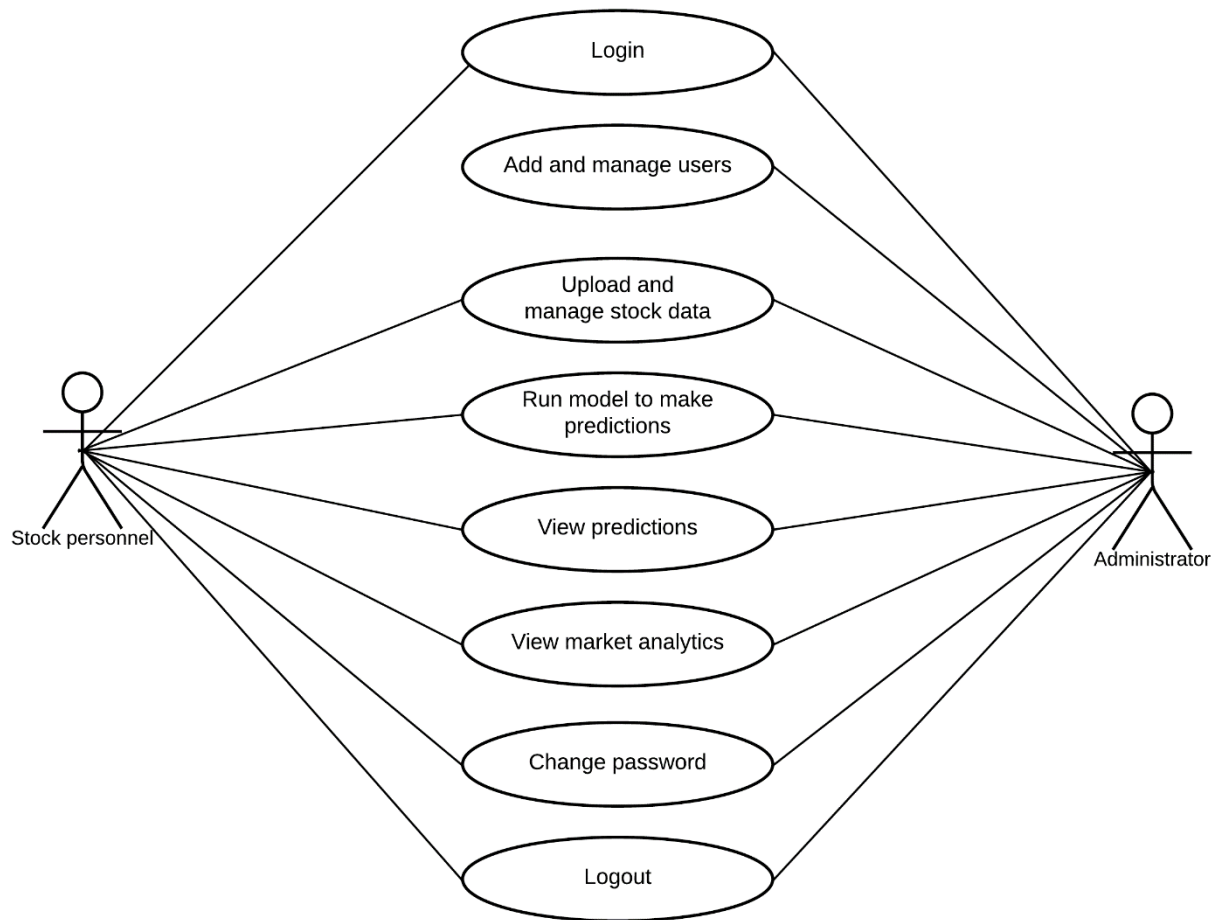 Login
Add and manage users
Upload and
manage stock data
Run model to make
predictions
View predictions
Stock personnel
Administrator
View market analytics
Change password
Logout